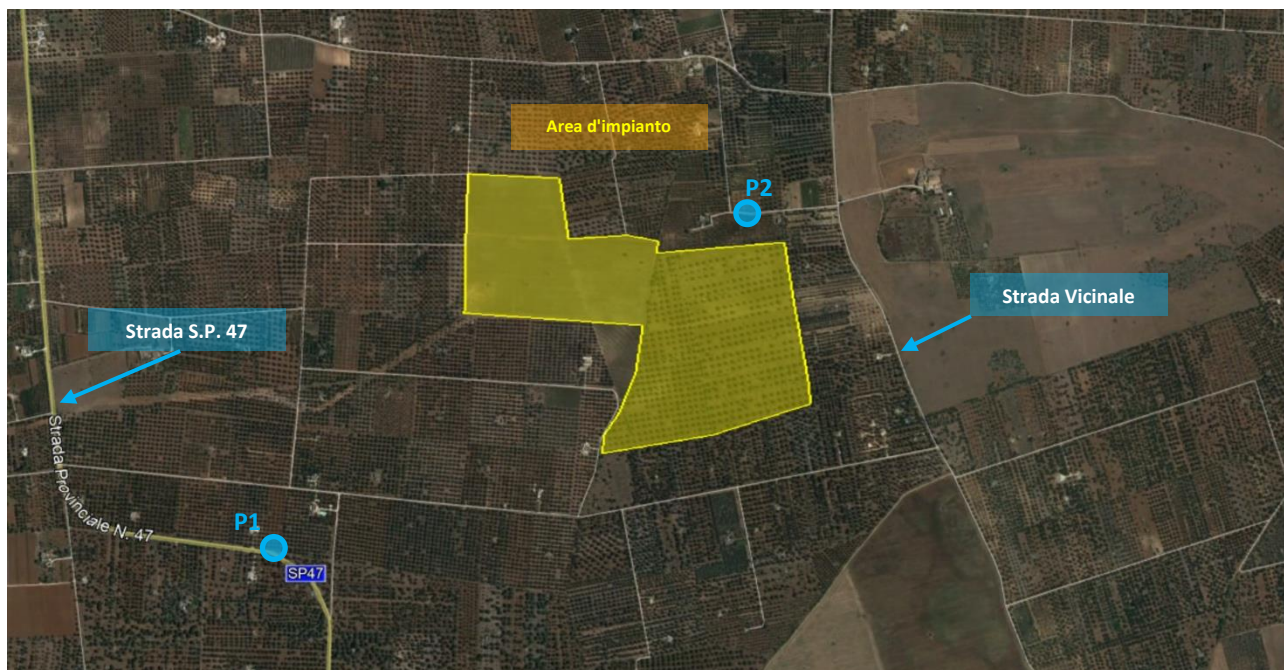 Area d'impianto
P2
Strada Vicinale
Strada S.P. 47
Strada Provinciale N. 47
P1
SP47